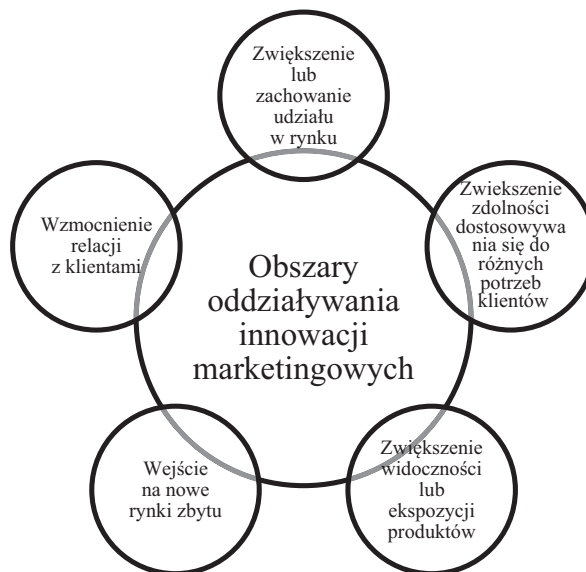 Zwiększenie
lub
zachowanie
udziału
w rynku
Zwiekszenie
zdolności
dostosowywa
nia się do
różnych
potrzeb
klientów
Wzmocnienie
relacji
z klientami
Obszary
oddziaływania
innowacji
marketingowych
Wejście
na nowe
rynki zbytu
Zwiększenie
widoczności
lub
ekspozycji
produktów